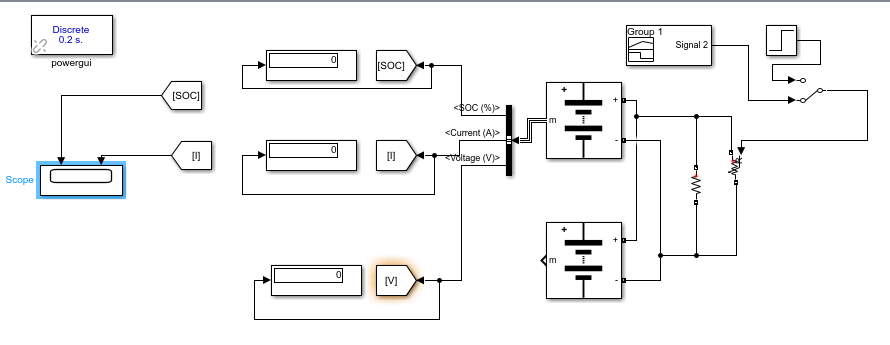 Discrete
0.2 s.
powergui
[SOC]
[I]
Scope
0
[SOC]
0
[I]
0
[V]
<SOC (%)>
<Current (A)>
<Voltage (V)>
+
m
+
-
+
m
+
-
Group 1
Signal 2